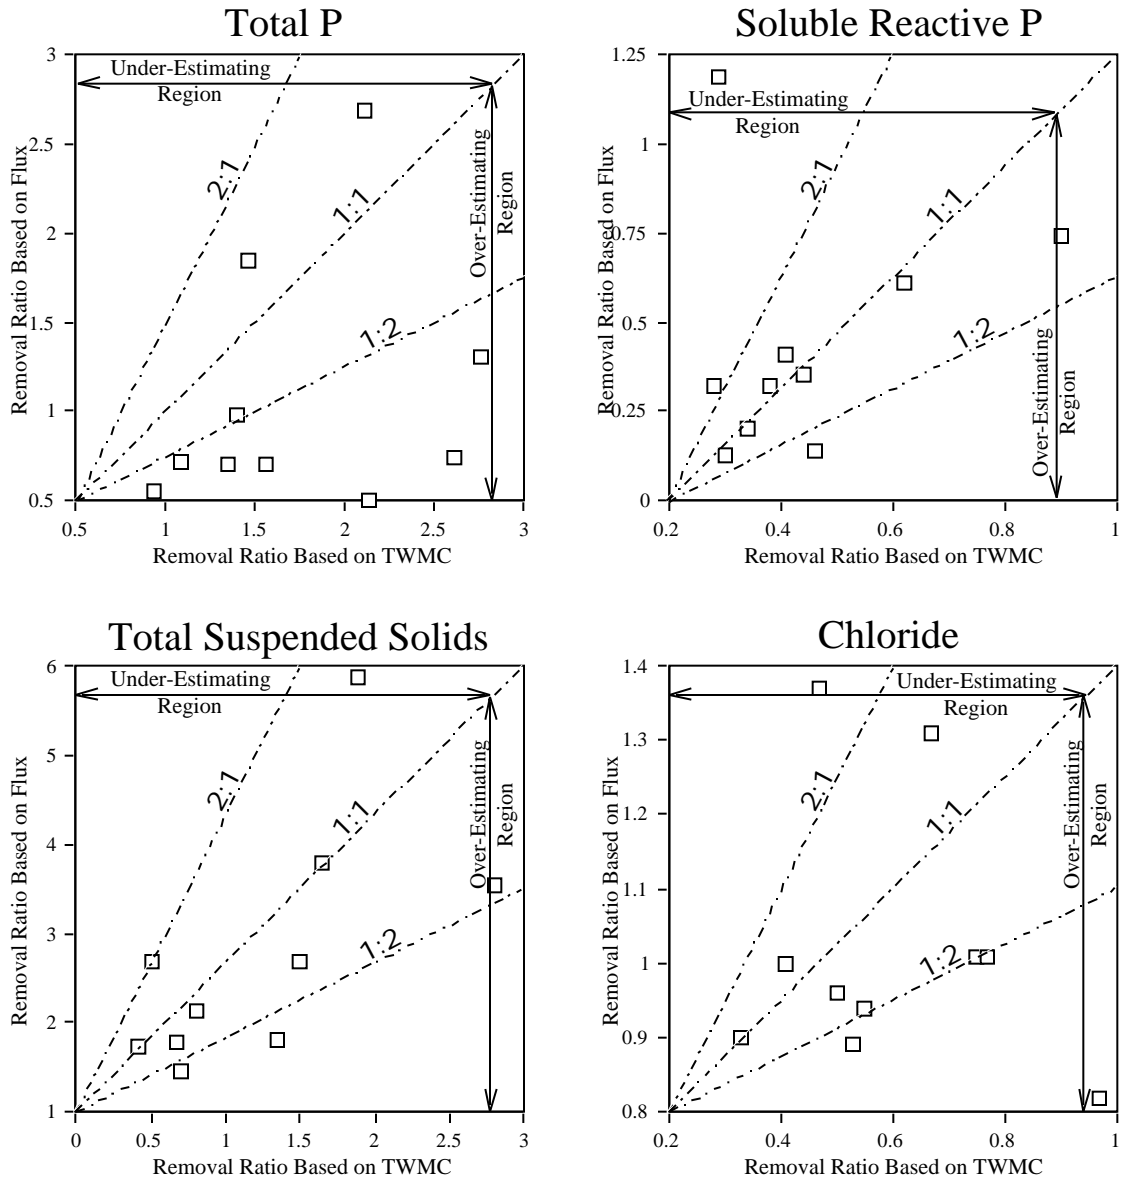 Total P
3
2.5
2
1.5
1
0.5
Removal Ratio Based on Flux
Under-Estimating
Region
2:1
1:1
1:2
Over-Estimating
Region
0.5
1
1.5
2
2.5
3
Removal Ratio Based on TWMC
Soluble Reactive P
1.25
1
0.75
0.5
0.25
0
Removal Ratio Based on Flux
Under-Estimating
Region
2:1
1:1
1:2
Over-Estimating
Region
0.2
0.4
0.6
0.8
1
Removal Ratio Based on TWMC
Total Suspended Solids
6
5
4
3
2
1
Removal Ratio Based on Flux
Under-Estimating
Region
2:1
1:1
1:2
Over-Estimating
Region
0
0.5
1
1.5
2
2.5
3
Removal Ratio Based on TWMC
Chloride
1.4
1.3
1.2
1.1
1
0.9
0.8
Removal Ratio Based on Flux
Under-Estimating
Region
2:1
1:1
1:2
Over-Estimating
Region
0.2
0.4
0.6
0.8
1
Removal Ratio Based on TWMC